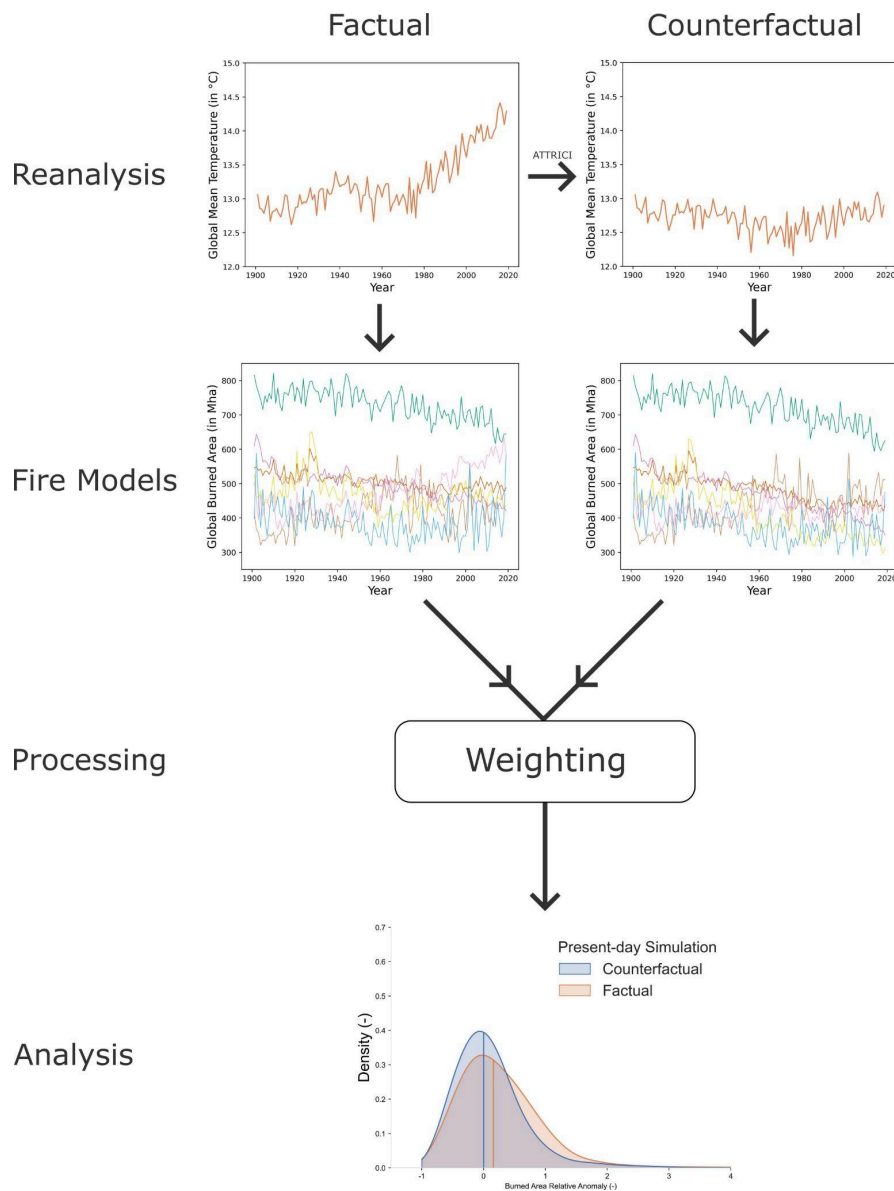 Factual
Counterfactual
Reanalysis
Global Mean Temperature (in °C)
15.0
14.5
14.0
13.5
13.0
12.5
12.0
1900 1920 1940 1960 1980 2000 2020
Year
ATTRICI
Global Mean Temperature (in °C)
15.0
14.5
14.0
13.5
13.0
12.5
12.0
1900 1920 1940 1960 1980 2000 2020
Year
Fire Models
Global Burned Area (in Mha)
800
700
600
500
400
300
1900 1920 1940 1960 1980 2000 2020
Year
Global Burned Area (in Mha)
800
700
600
500
400
300
1900 1920 1940 1960 1980 2000 2020
Year
Processing
Weighting
Analysis
Density (-)
0.7
0.6
0.5
0.4
0.3
0.2
0.1
0.0
Present-day Simulation
Counterfactual
Factual
-1 0 1 2 3 4
Burned Area Relative Anomaly (-)